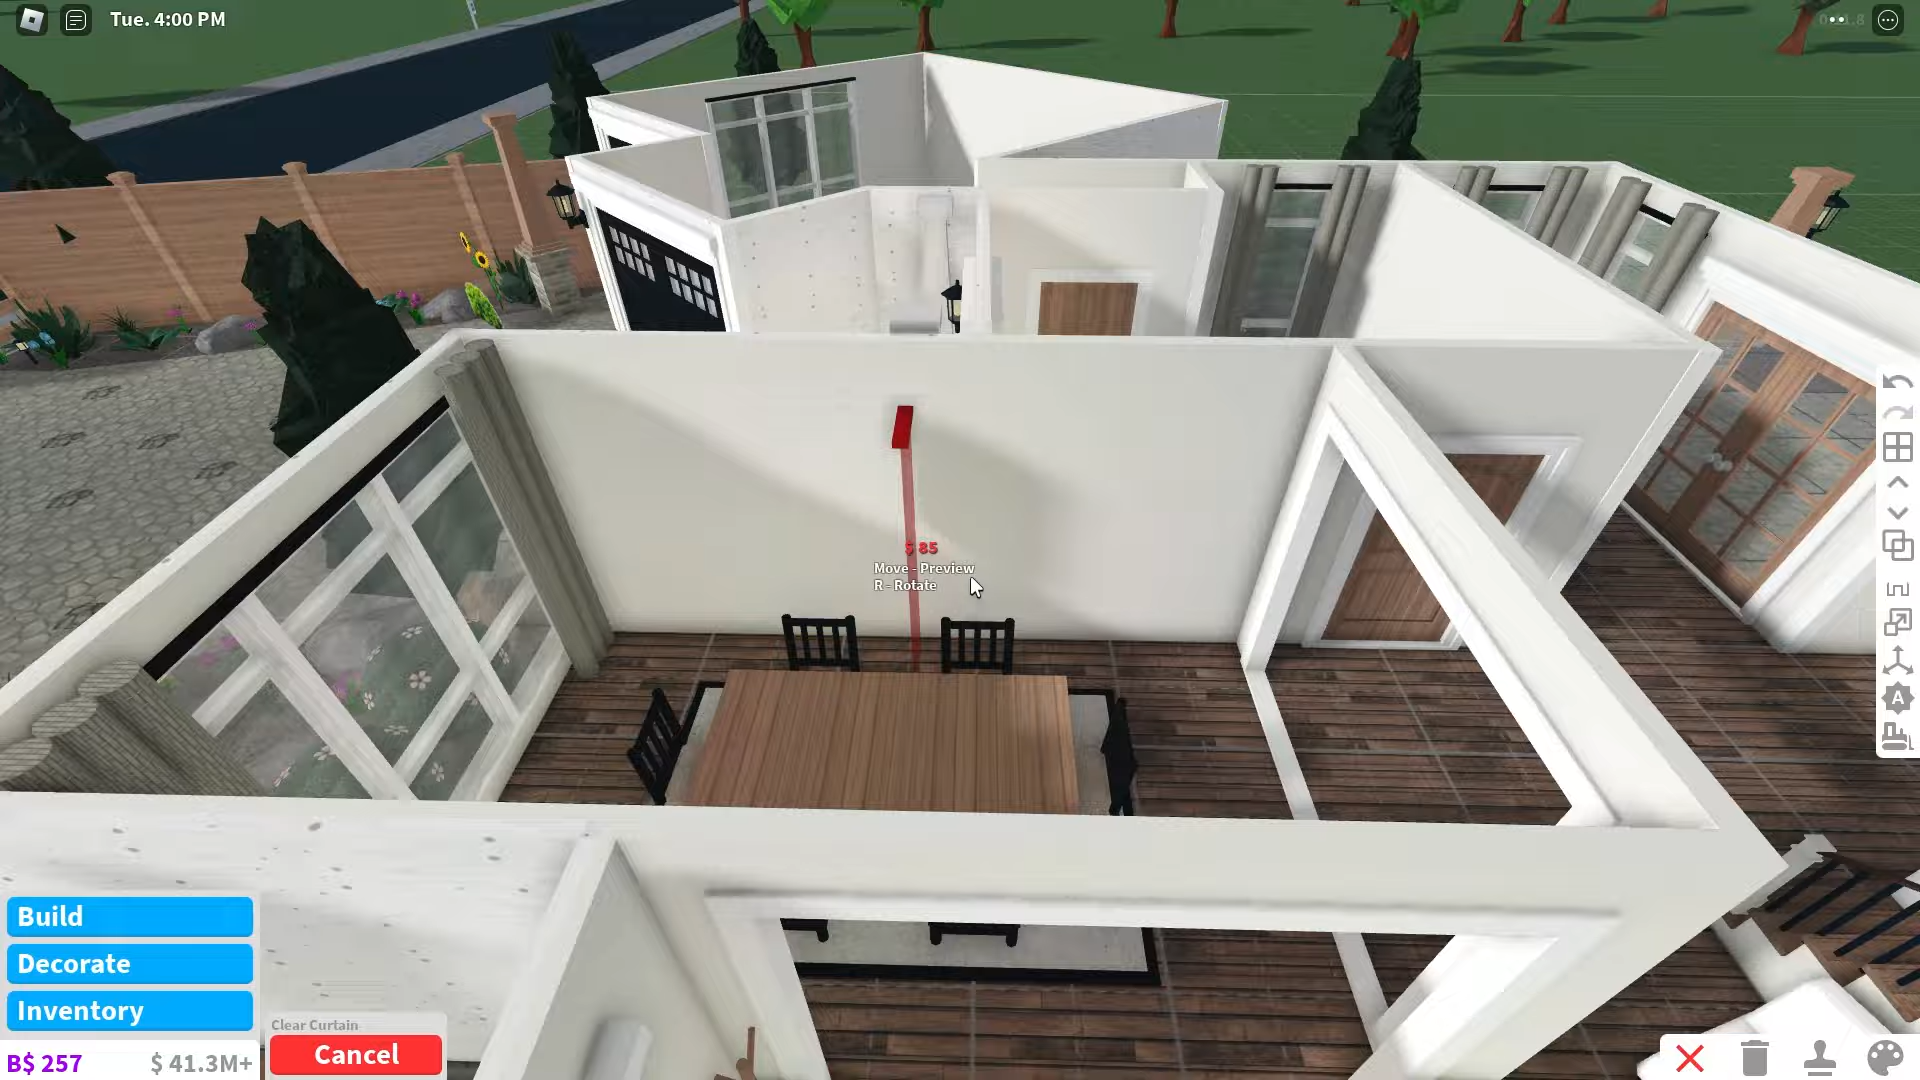 Tue. 4:00 PM
$ 85
Move - Preview
R - Rotate
A
Build
Decorate
Inventory
Clear Curtain
Cancel
B$ 257
$ 41.3M+